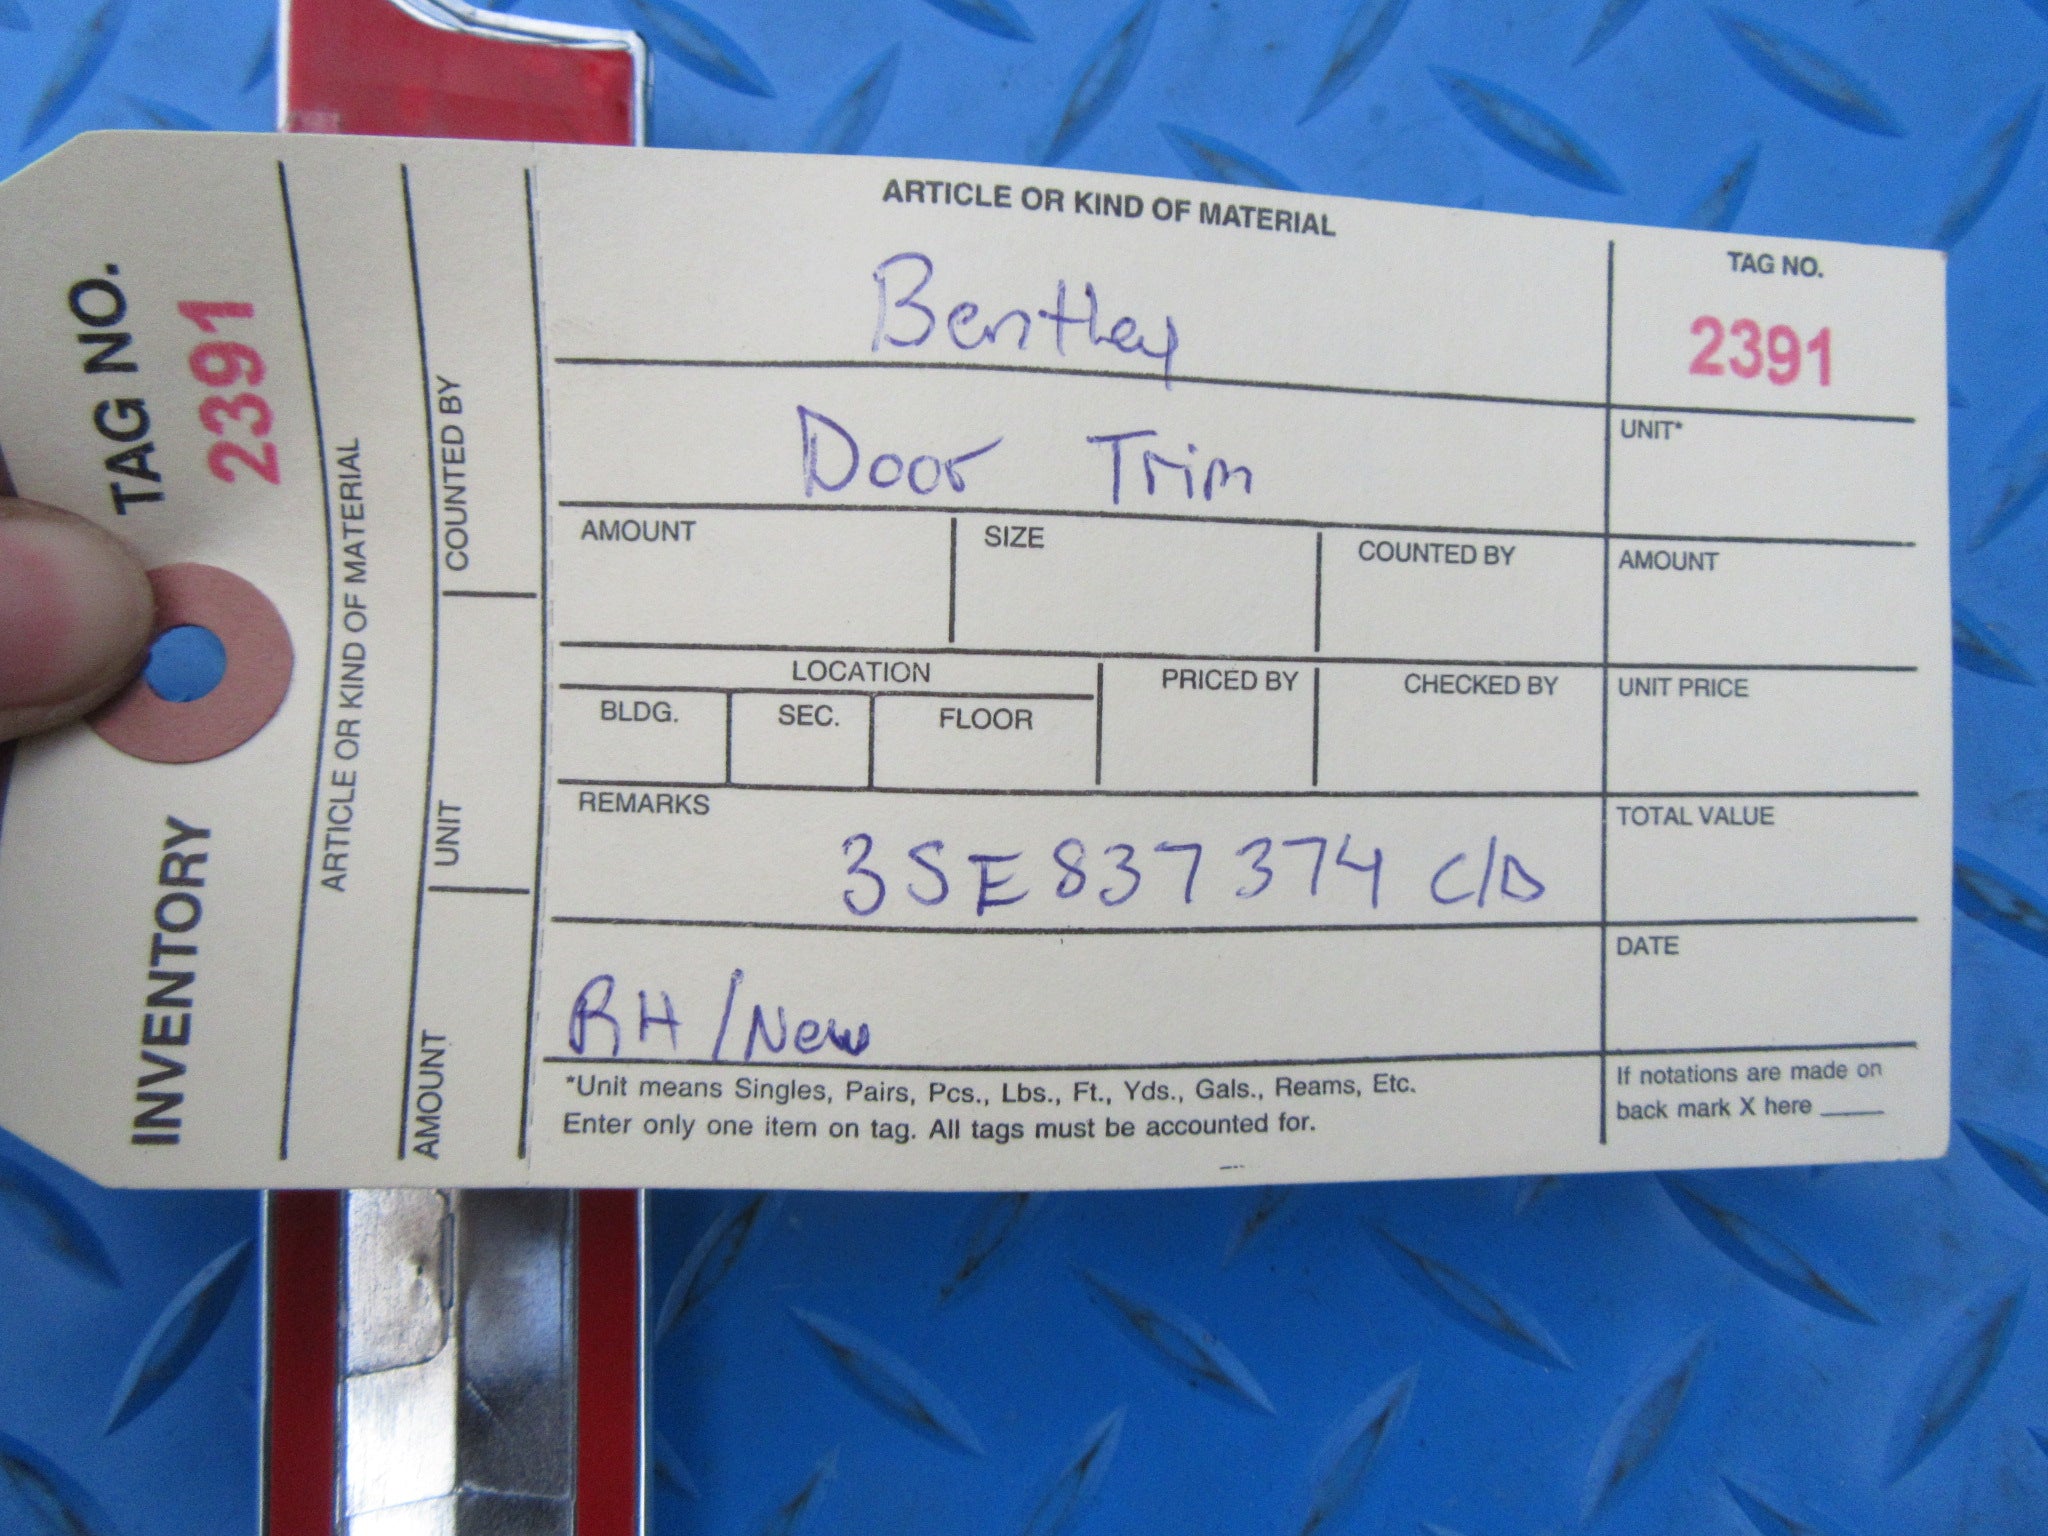 INVENTORY TAG NO.
2391
ARTICLE OR KIND OF MATERIAL
AMOUNT UNIT COUNTED BY
ARTICLE OR KIND OF MATERIAL
Bentley
Door Trim
TAG NO.
2391
UNIT*
AMOUNT SIZE COUNTED BY AMOUNT
LOCATION PRICED BY CHECKED BY UNIT PRICE
BLDG. SEC. FLOOR
REMARKS TOTAL VALUE
3SE837374 C/D
DATE
RH/New
*Unit means Singles, Pairs, Pcs., Lbs., Ft., Yds., Gals., Reams, Etc.
Enter only one item on tag. All tags must be accounted for.
If notations are made on
back mark X here ____